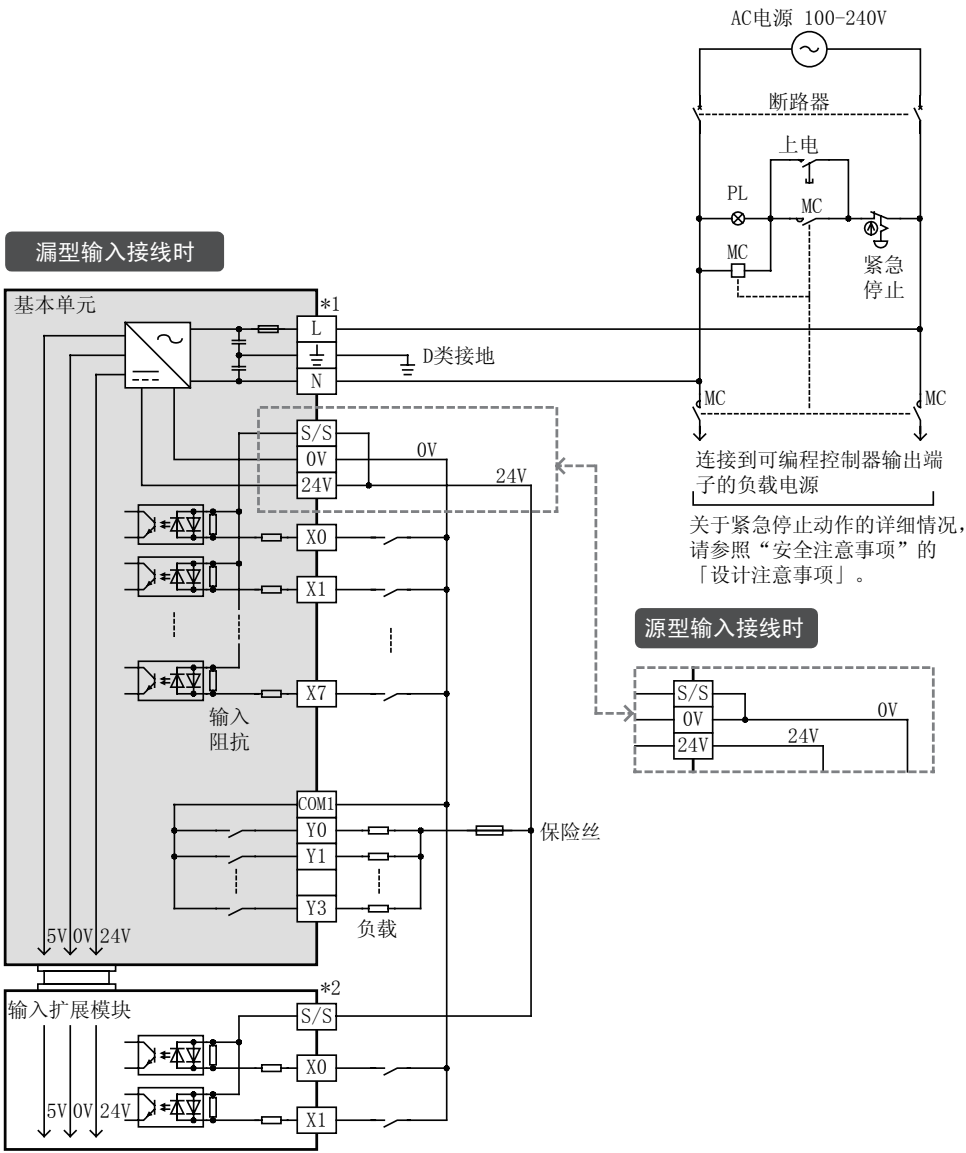 AC电源 100-240V
断路器
上电
PL
MC
MC
紧急
停止
漏型输入接线时
基本单元
*1
L
D类接地
N
MC
MC
S/S
0V
0V
24V
24V
连接到可编程控制器输出端
子的负载电源
关于紧急停止动作的详细情况，
请参照“安全注意事项”的
「设计注意事项」。
X0
X1
源型输入接线时
X7
输入
阻抗
S/S
0V
0V
24V
24V
COM1
Y0
保险丝
Y1
Y3
负载
5V 0V 24V
*2
输入扩展模块
S/S
X0
5V 0V 24V
X1